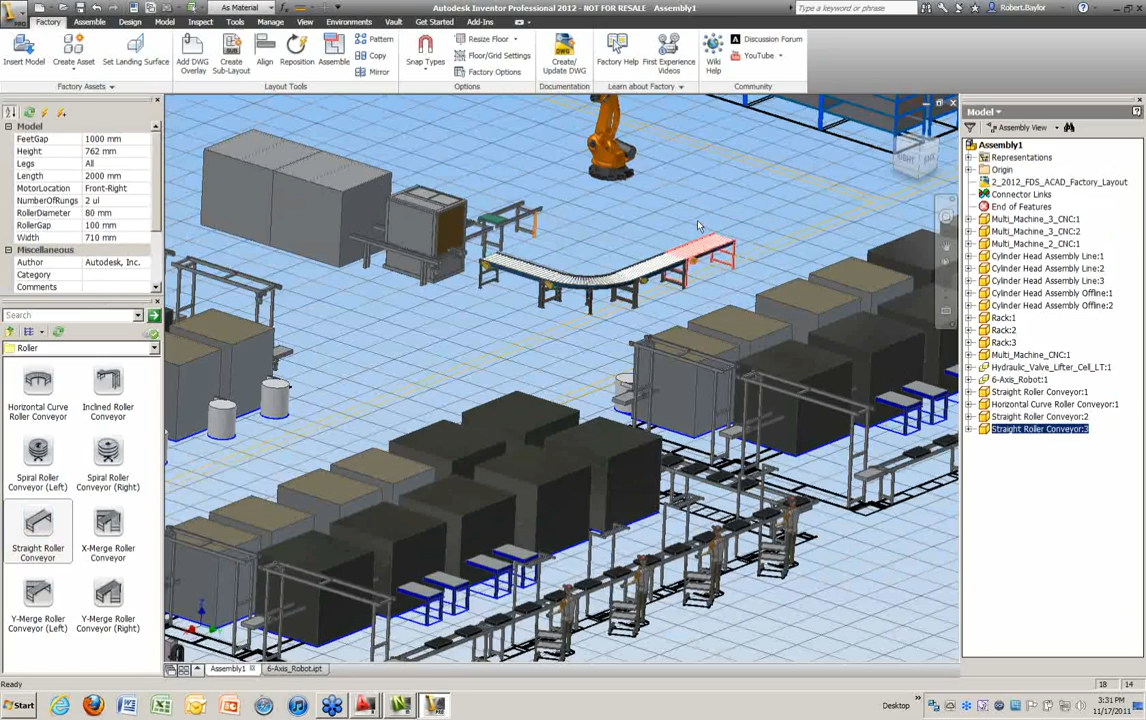 As Material
Autodesk Inventor Professional 2012 - NOT FOR RESALE   Assembly1
Type a keyword or phrase
Robert.Baylor
Factory
Assemble
Design
Model
Inspect
Tools
Manage
View
Environments
Vault
Get Started
Add-Ins
Insert Model
Create Asset
Set Landing Surface
Add DWG Overlay
Create Sub-Layout
Align
Reposition
Assemble
Pattern
Copy
Mirror
Snap Types
Resize Floor
Floor/Grid Settings
Factory Options
Create/ Update DWG
Factory Help
First Experience Videos
Wiki Help
Discussion Forum
YouTube
Factory Assets
Layout Tools
Options
Documentation
Learn about Factory
Community
Model
FeetGap 1000 mm
Height 762 mm
Legs All
Length 2000 mm
MotorLocation Front-Right
NumberOfRungs 2 ul
RollerDiameter 80 mm
RollerGap 100 mm
Width 710 mm
Miscellaneous
Author Autodesk, Inc.
Category
Comments
Search
Roller
Horizontal Curve Roller Conveyor
Inclined Roller Conveyor
Spiral Roller Conveyor (Left)
Spiral Roller Conveyor (Right)
Straight Roller Conveyor
X-Merge Roller Conveyor
Y-Merge Roller Conveyor (Left)
Y-Merge Roller Conveyor (Right)
RIGHT
BACK
Model
Assembly View
Assembly1
Representations
Origin
2_2012_FDS_ACAD_Factory_Layout
Connector Links
End of Features
Multi_Machine_3_CNC:1
Multi_Machine_3_CNC:2
Multi_Machine_2_CNC:1
Cylinder Head Assembly Line:1
Cylinder Head Assembly Line:2
Cylinder Head Assembly Line:3
Cylinder Head Assembly Offline:1
Cylinder Head Assembly Offline:2
Rack:1
Rack:2
Rack:3
Multi_Machine_CNC:1
Hydraulic_Valve_Lifter_Cell_LT:1
6-Axis_Robot:1
Straight Roller Conveyor:1
Horizontal Curve Roller Conveyor:1
Straight Roller Conveyor:2
Straight Roller Conveyor:3
Assembly1
6-Axis_Robot.ipt
Ready
18
14
Start
Desktop
3:31 PM
11/17/2011